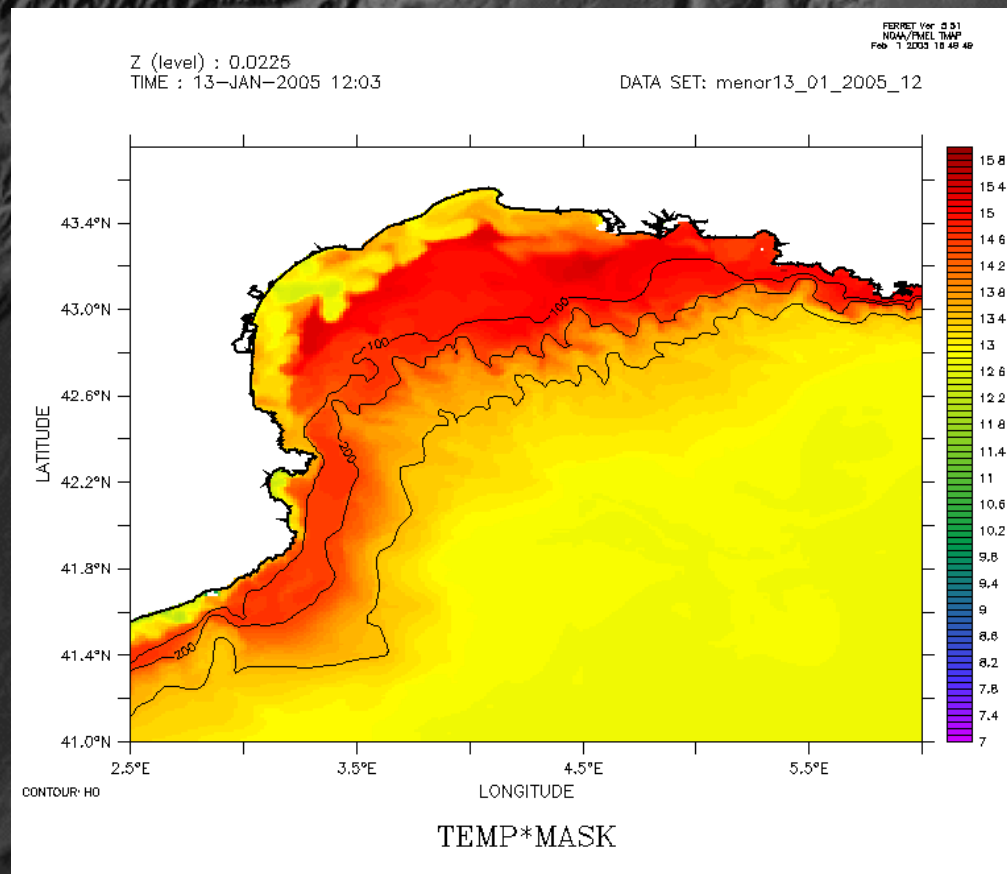 FERRET Ver 5.51
NOAA/PMEL TMAP
Feb 1 2005 16 49 49
Z (level) : 0.0225
TIME : 13-JAN-2005 12:03
DATA SET: menor13_01_2005_12
15.8
15.4
15
14.6
14.2
13.8
13.4
13
12.6
12.2
11.8
11.4
11
10.6
10.2
9.8
9.4
9
8.6
8.2
7.8
7.4
7
43.4°N
43.0°N
42.6°N
42.2°N
41.8°N
41.4°N
41.0°N
LATITUDE
100
100
200
200
2.5°E
3.5°E
4.5°E
5.5°E
LONGITUDE
CONTOUR: H0
TEMP*MASK